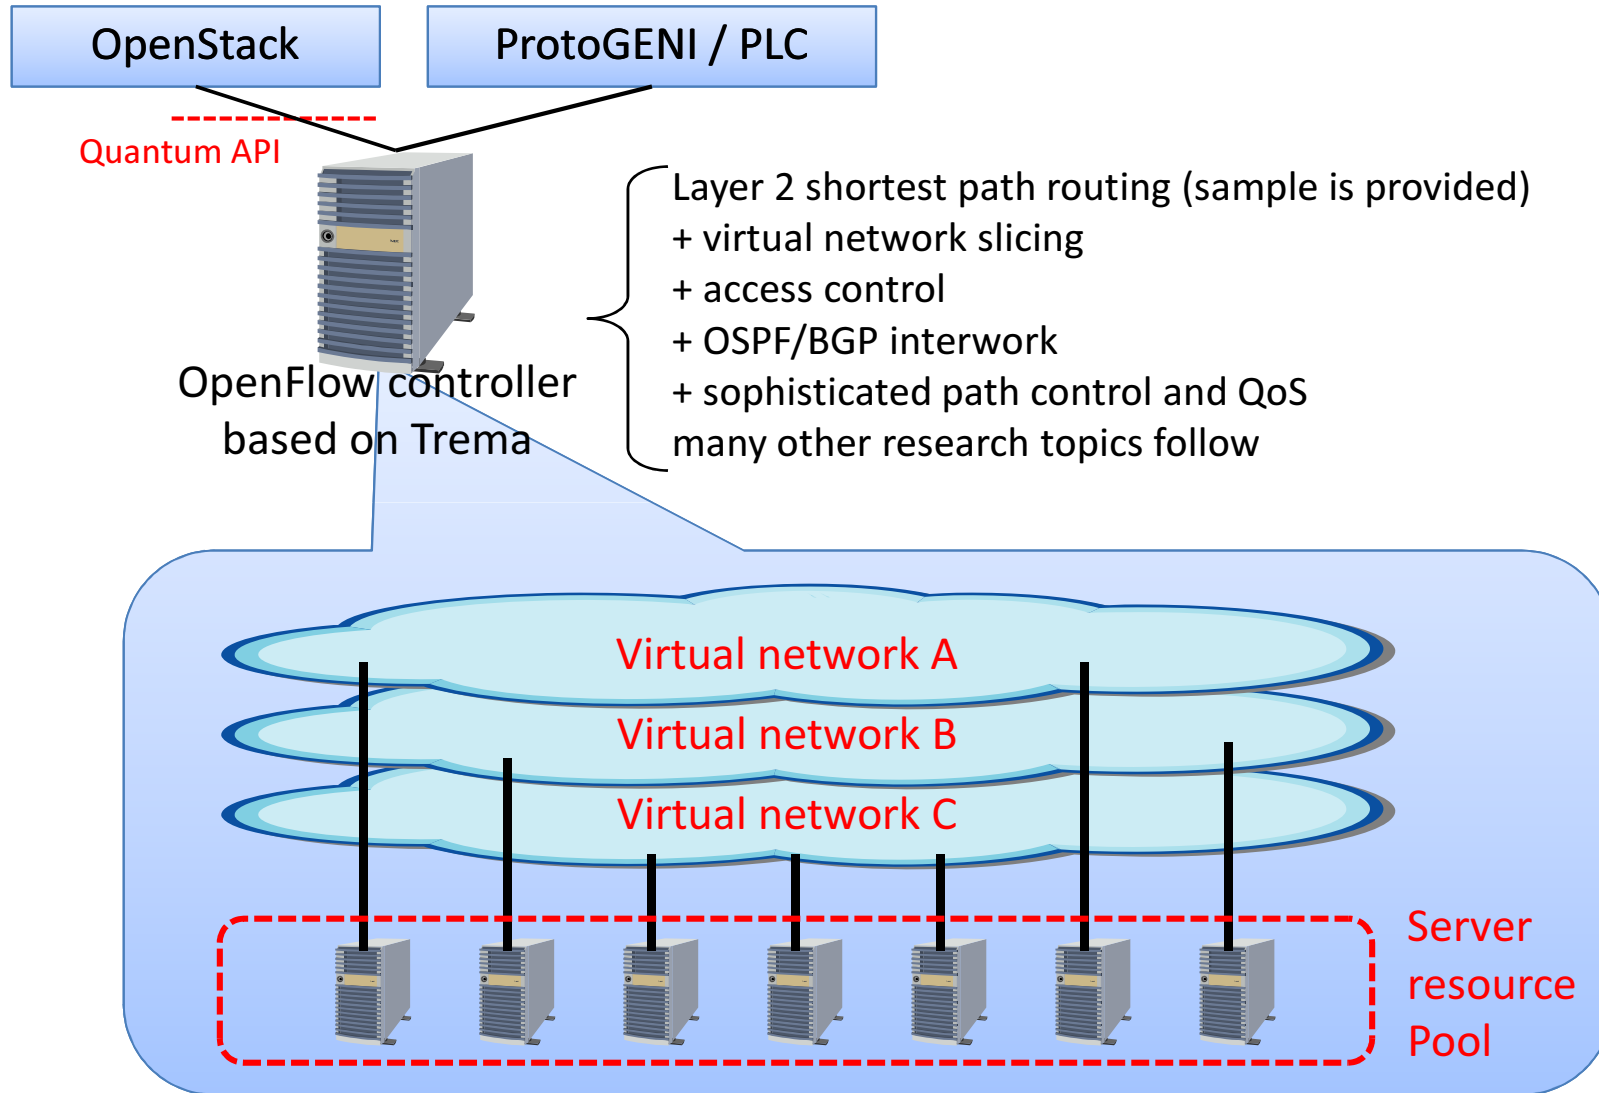 OpenStack
ProtoGENI / PLC
Quantum API
Layer 2 shortest path routing (sample is provided)
+ virtual network slicing
+ access control
+ OSPF/BGP interwork
+ sophisticated path control and QoS
many other research topics follow
OpenFlow controller
based on Trema
Virtual network A
Virtual network B
Virtual network C
Server
resource
Pool